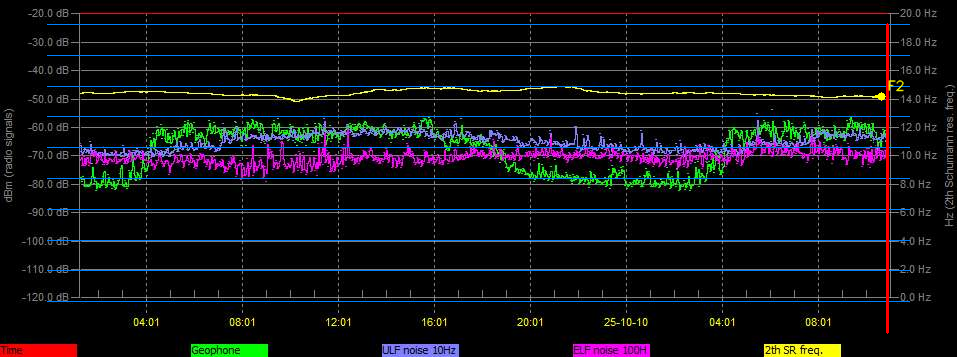 -20.0 dB 20.0 Hz
-30.0 dB 18.0 Hz
-40.0 dB 16.0 Hz
F2
-50.0 dB 14.0 Hz
-60.0 dB 12.0 Hz
-70.0 dB 10.0 Hz
-80.0 dB 8.0 Hz
-90.0 dB 6.0 Hz
-100.0 dB 4.0 Hz
-110.0 dB 2.0 Hz
-120.0 dB 0.0 Hz
dBm (radio signals)
Hz (2th Schumann res. freq.)
04:01 08:01 12:01 16:01 20:01 25-10-10 04:01 08:01
Time Geophone ULF noise 10Hz ELF noise 100H 2th SR freq.